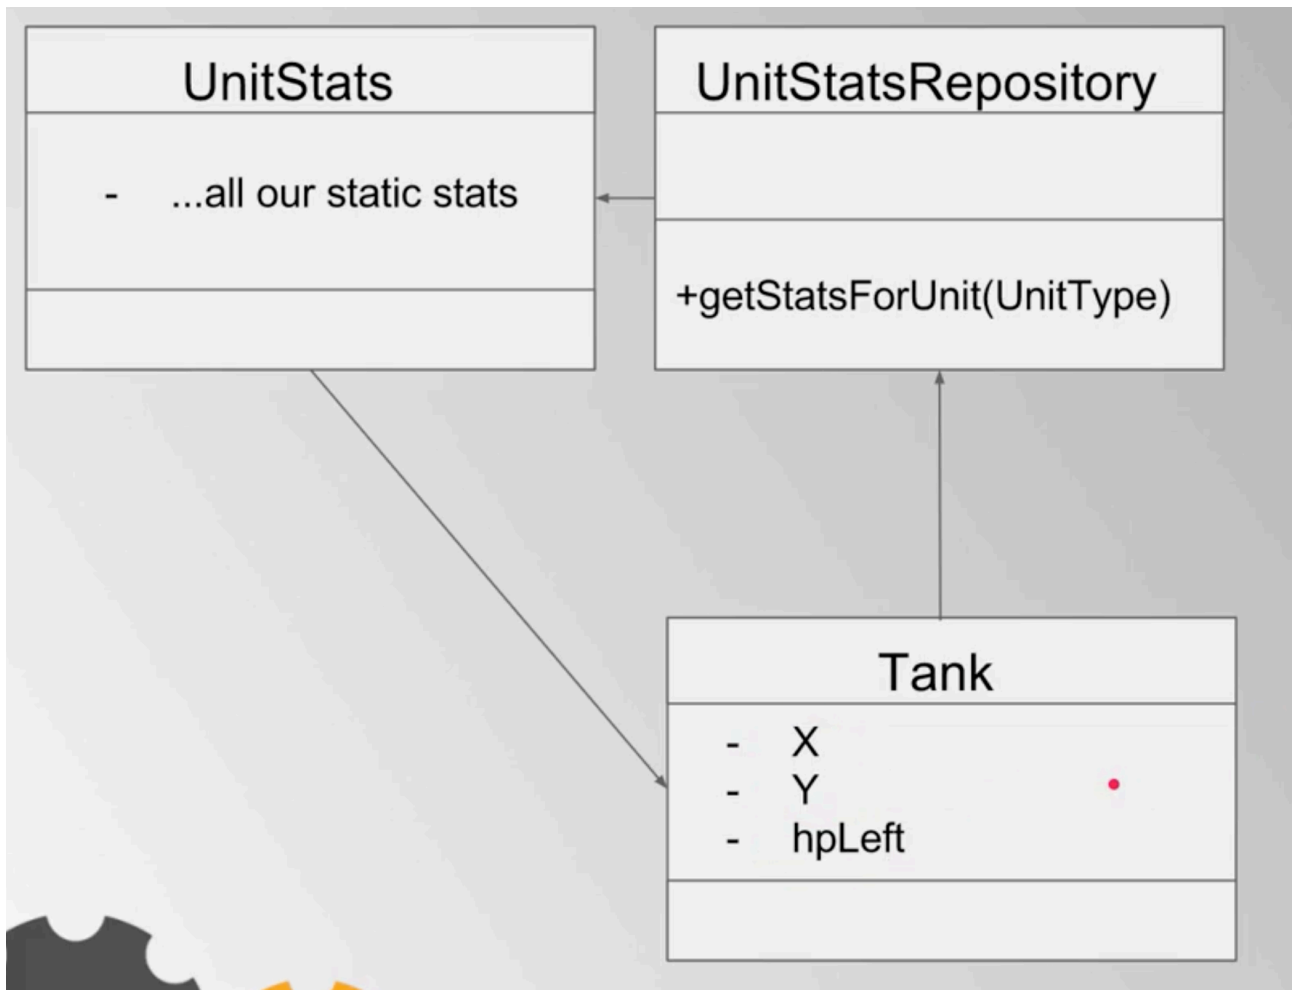 UnitStats
- ...all our static stats
UnitStatsRepository
+getStatsForUnit(UnitType)
Tank
- X
- Y
- hpLeft